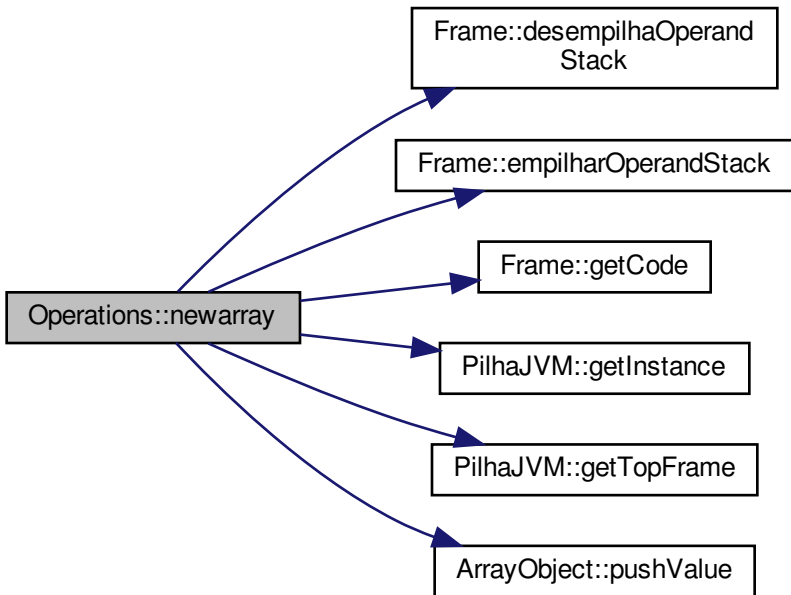 Frame::desempilhaOperand
Stack
Frame::empilharOperandStack
Frame::getCode
Operations::newarray
PilhaJVM::getInstance
PilhaJVM::getTopFrame
ArrayObject::pushValue